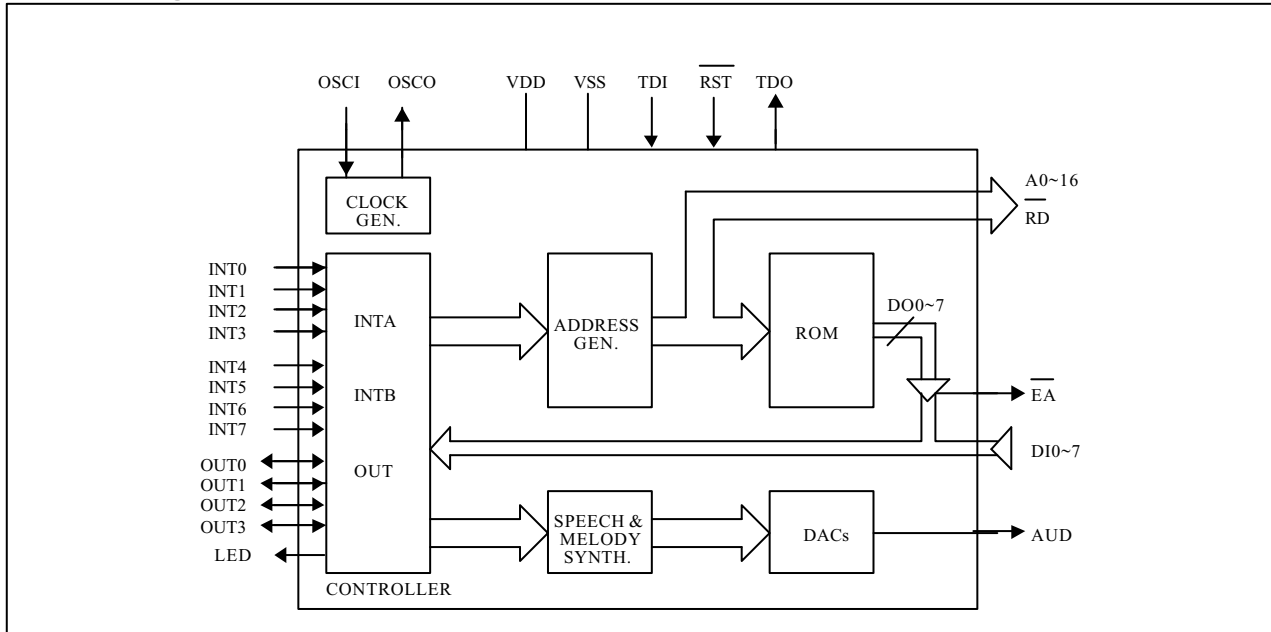 OSCI OSCO VDD VSS TDI RST TDO
CLOCK
GEN.
A0~16
RD
INT0
INT1
INT2
INT3
INT4
INT5
INT6
INT7
OUT0
OUT1
OUT2
OUT3
LED
INTA
INTB
OUT
CONTROLLER
ADDRESS
GEN.
ROM
DO0~7
EA
DI0~7
SPEECH &
MELODY
SYNTH.
DACs
AUD